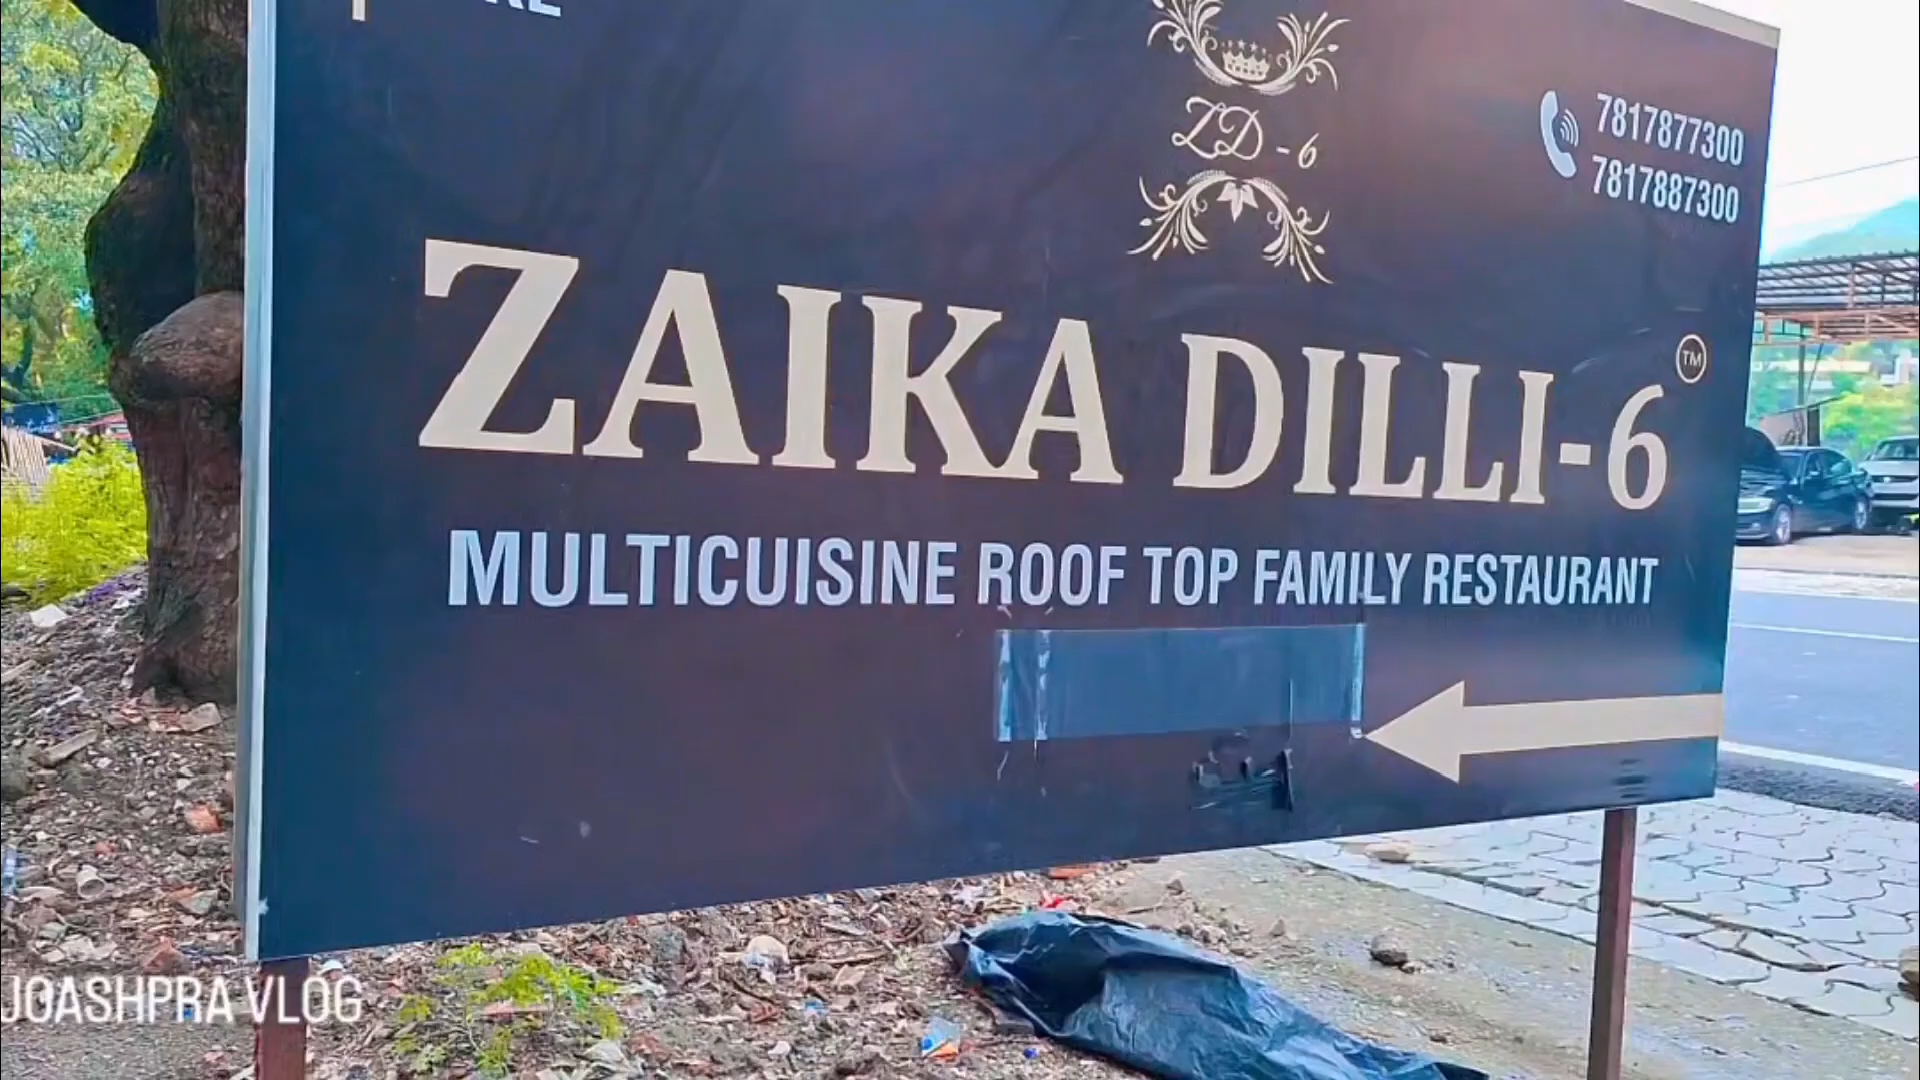 ZD-6
7817877300
7817887300
ZAIKA DILLI-6 TM
MULTICUISINE ROOF TOP FAMILY RESTAURANT
JOASHPRA VLOG